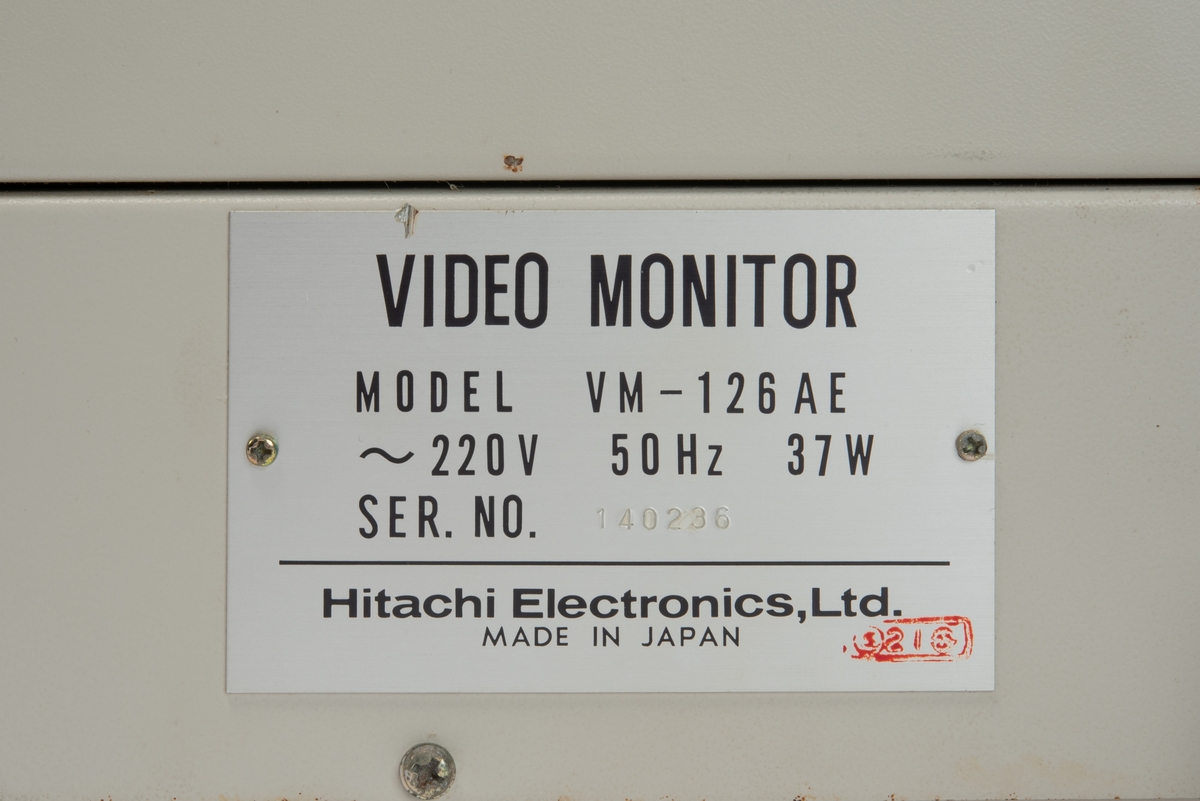 VIDEO MONITOR
MODEL VM-126AE
~220V 50Hz 37W
SER. NO. 140236
Hitachi Electronics,Ltd.
MADE IN JAPAN